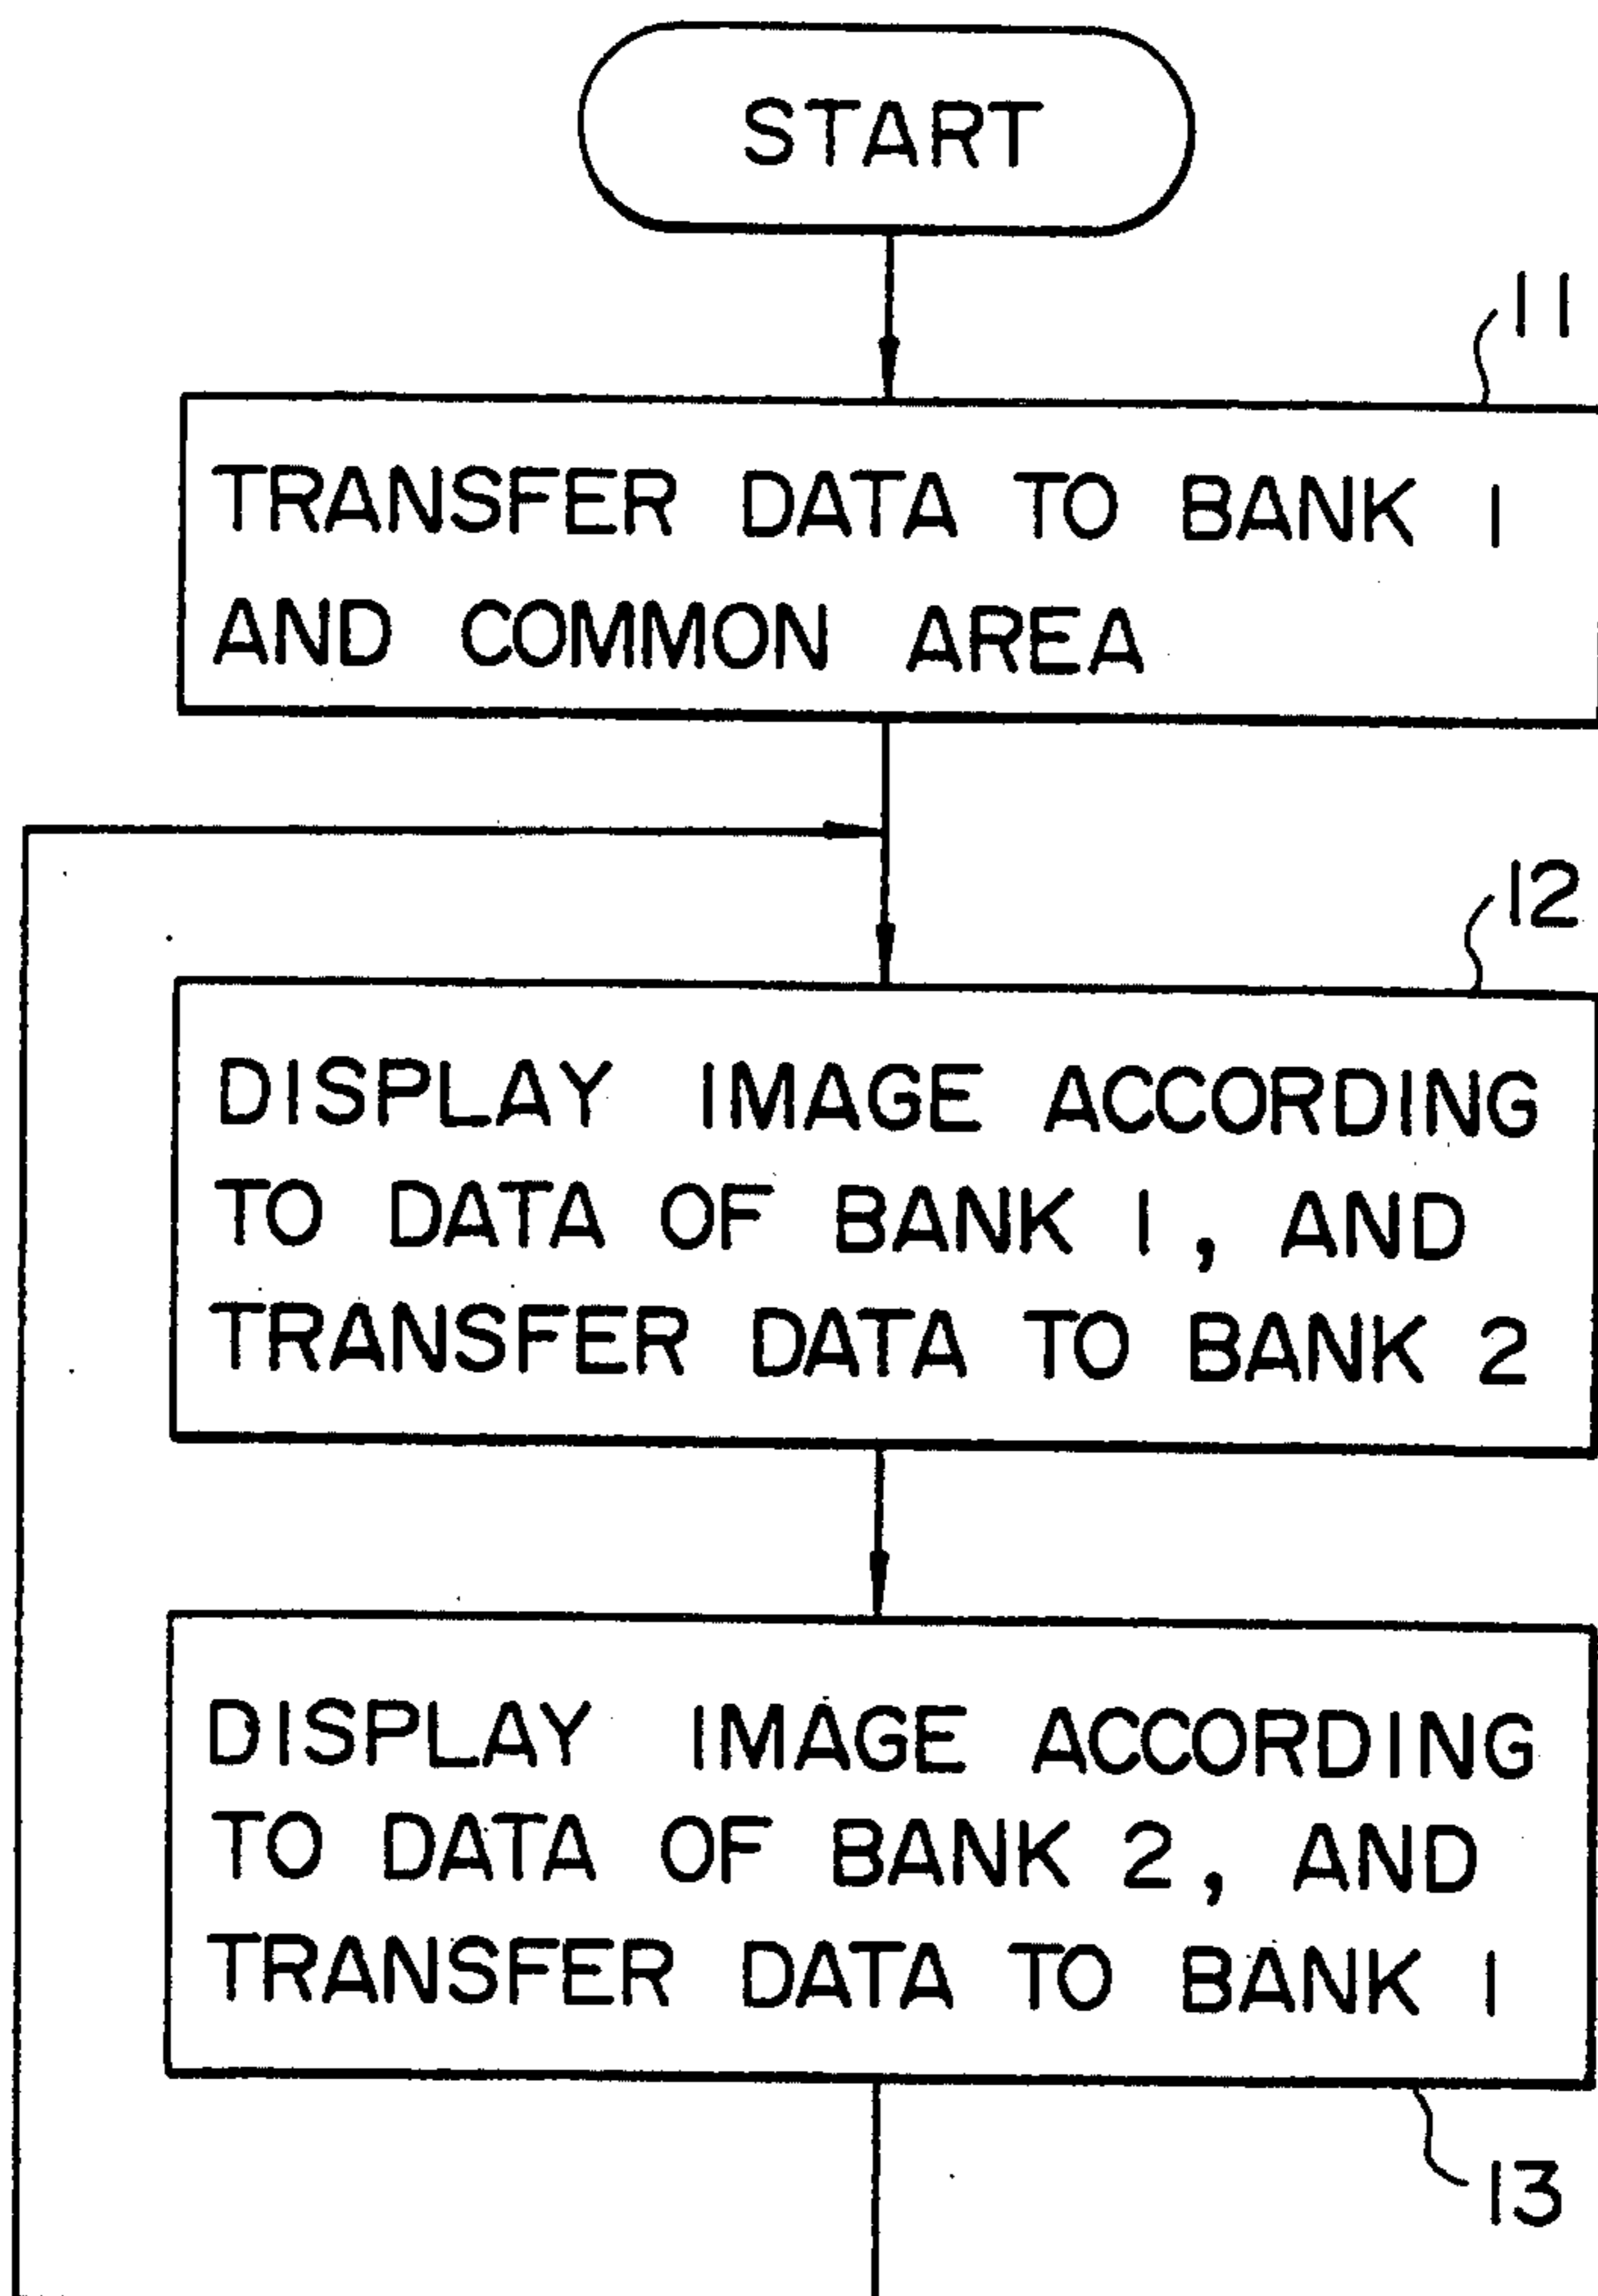 START
11
TRANSFER DATA TO BANK 1
AND COMMON AREA
12
DISPLAY IMAGE ACCORDING
TO DATA OF BANK 1, AND
TRANSFER DATA TO BANK 2
DISPLAY IMAGE ACCORDING
TO DATA OF BANK 2, AND
TRANSFER DATA TO BANK 1
13